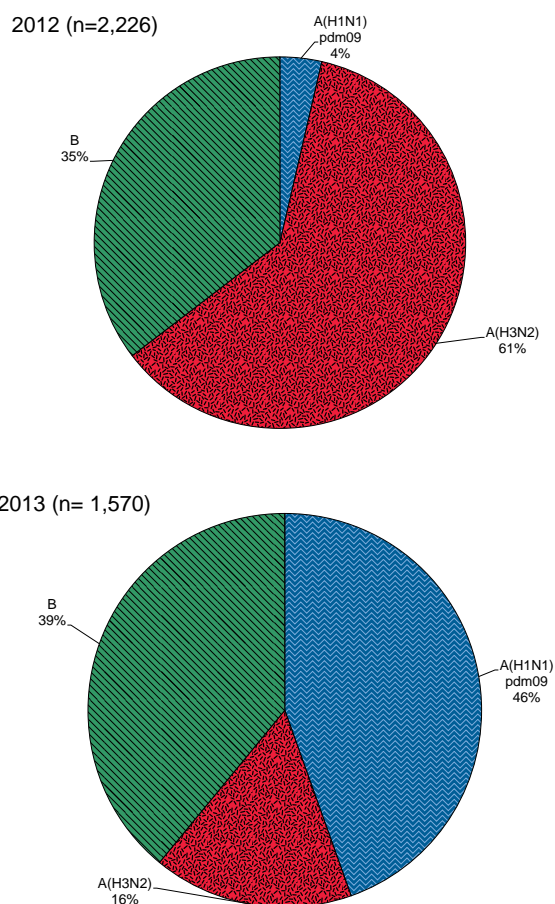 2012 (n=2,226)
A(H1N1)
pdm09
4%
B
35%
A(H3N2)
61%
2013 (n= 1,570)
B
39%
A(H1N1)
pdm09
46%
A(H3N2)
16%